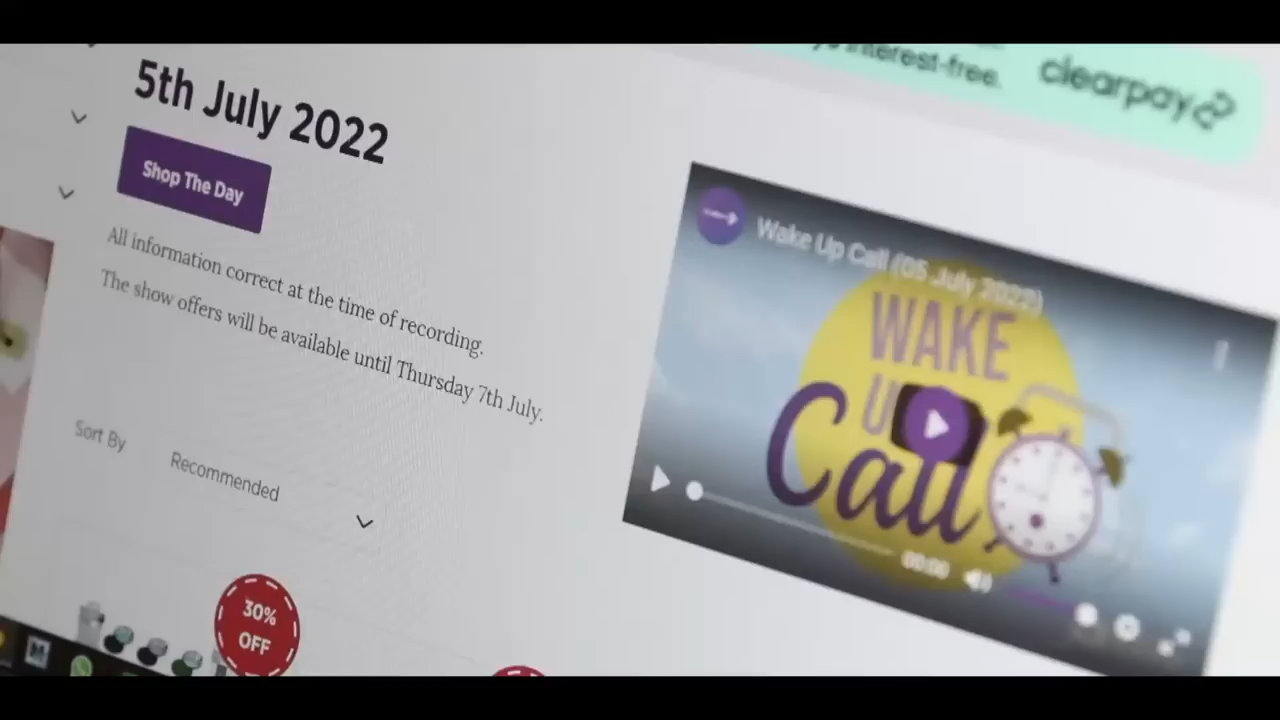 interest-free.
clearpay
5th July 2022
Shop The Day
All information correct at the time of recording.
The show offers will be available until Thursday 7th July.
Sort By
Recommended
30%
OFF
Wake Up Call (05 July 2022)
WAKE
UP
Call
00:00